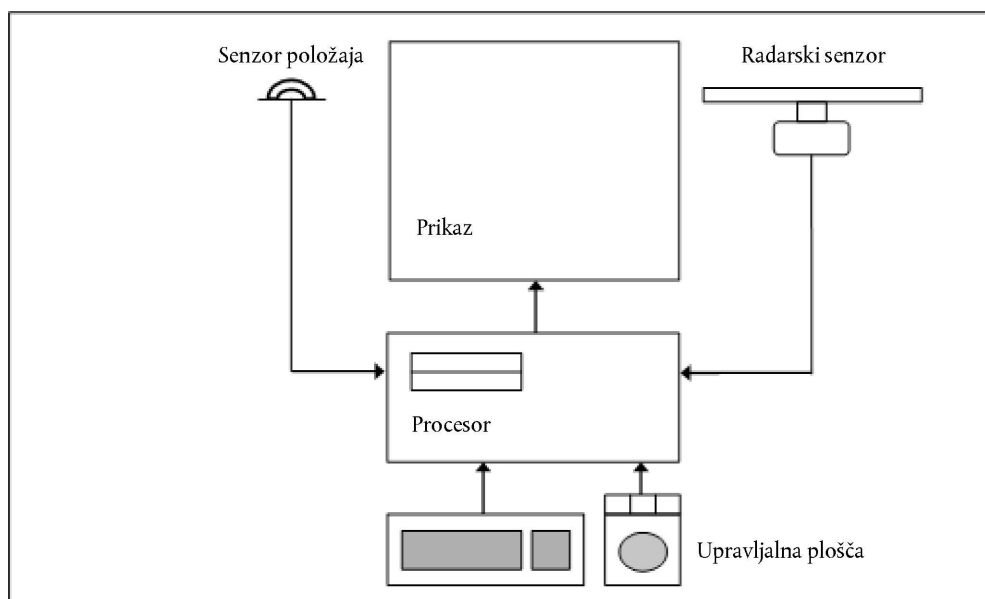 Senzor položaja
Radarski senzor
Prikaz
Procesor
Upravljalna plošča